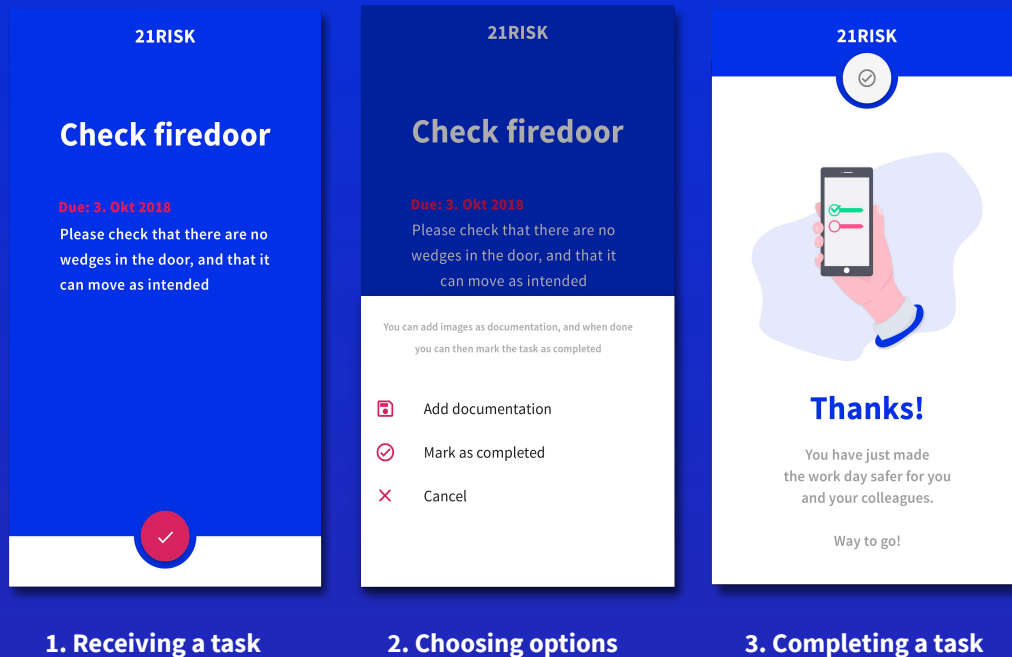 21RISK
Check firedoor
Due: 3. Okt 2018
Please check that there are no
wedges in the door, and that it
can move as intended
1. Receiving a task
21RISK
Check firedoor
Due: 3. Okt 2018
Please check that there are no
wedges in the door, and that it
can move as intended
You can add images as documentation, and when done
you can then mark the task as completed
Add documentation
Mark as completed
Cancel
2. Choosing options
21RISK
Thanks!
You have just made
the work day safer for you
and your colleagues.
Way to go!
3. Completing a task